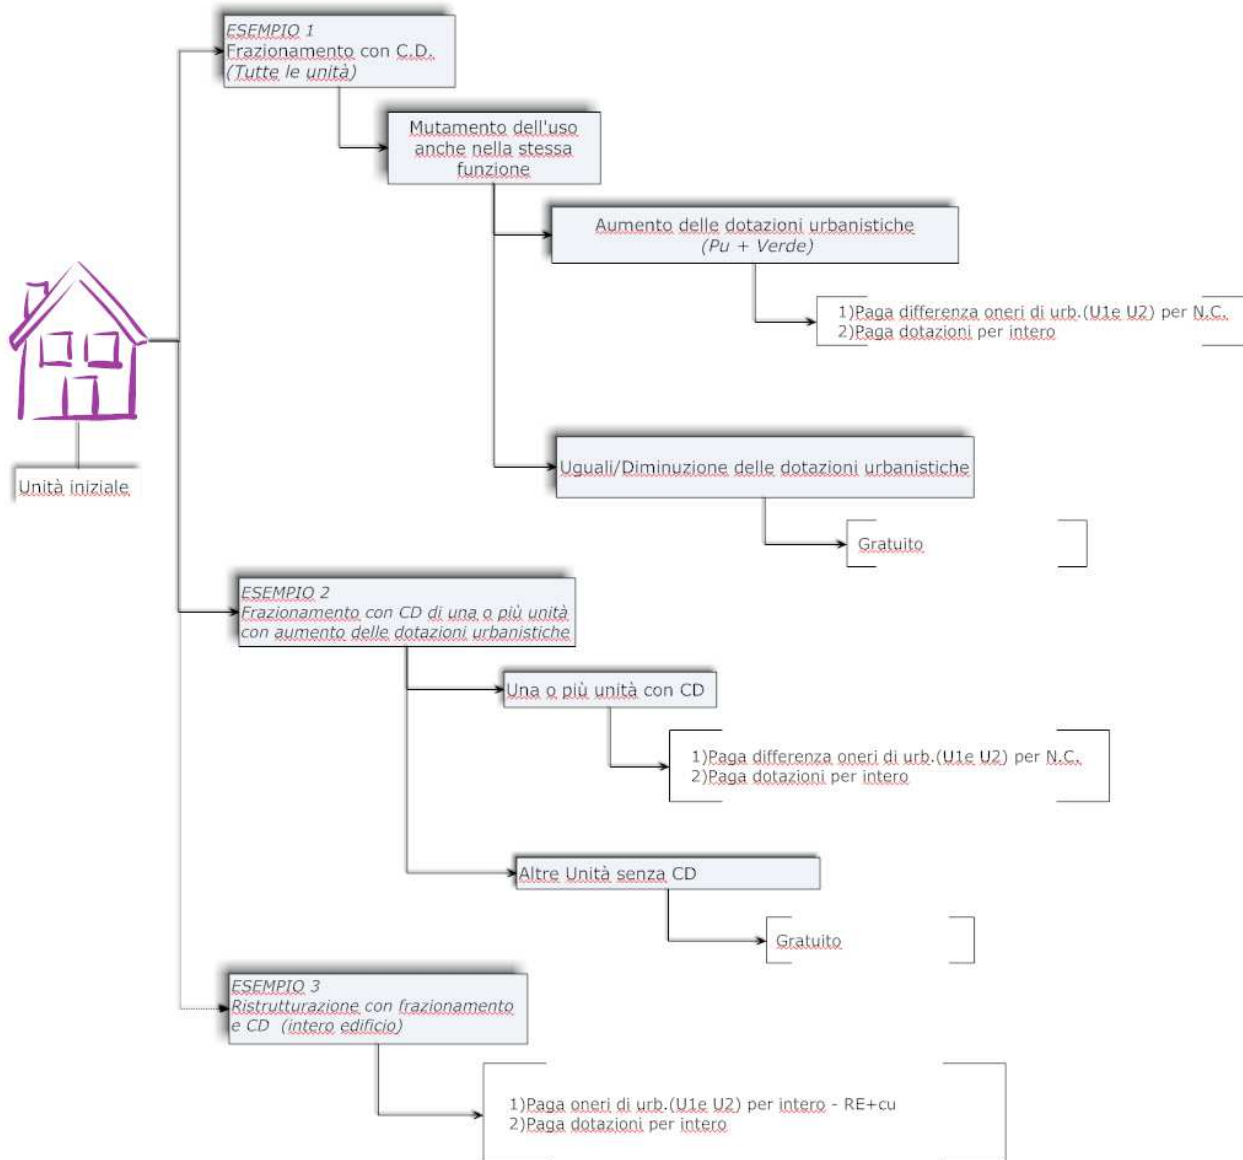 ESEMPIO 1
Frazionamento con C.D.
(Tutte le unità)
Mutamento dell'uso
anche nella stessa
funzione
Aumento delle dotazioni urbanistiche
(Pu + Verde)
1)Paga differenza oneri di urb.(U1e U2) per N.C.
2)Paga dotazioni per intero
Uguali/Diminuzione delle dotazioni urbanistiche
Gratuito
Unità iniziale
ESEMPIO 2
Frazionamento con CD di una o più unità
con aumento delle dotazioni urbanistiche
Una o più unità con CD
1)Paga differenza oneri di urb.(U1e U2) per N.C.
2)Paga dotazioni per intero
Altre Unità senza CD
Gratuito
ESEMPIO 3
Ristrutturazione con frazionamento
e CD (intero edificio)
1)Paga oneri di urb.(U1e U2) per intero - RE+cu
2)Paga dotazioni per intero